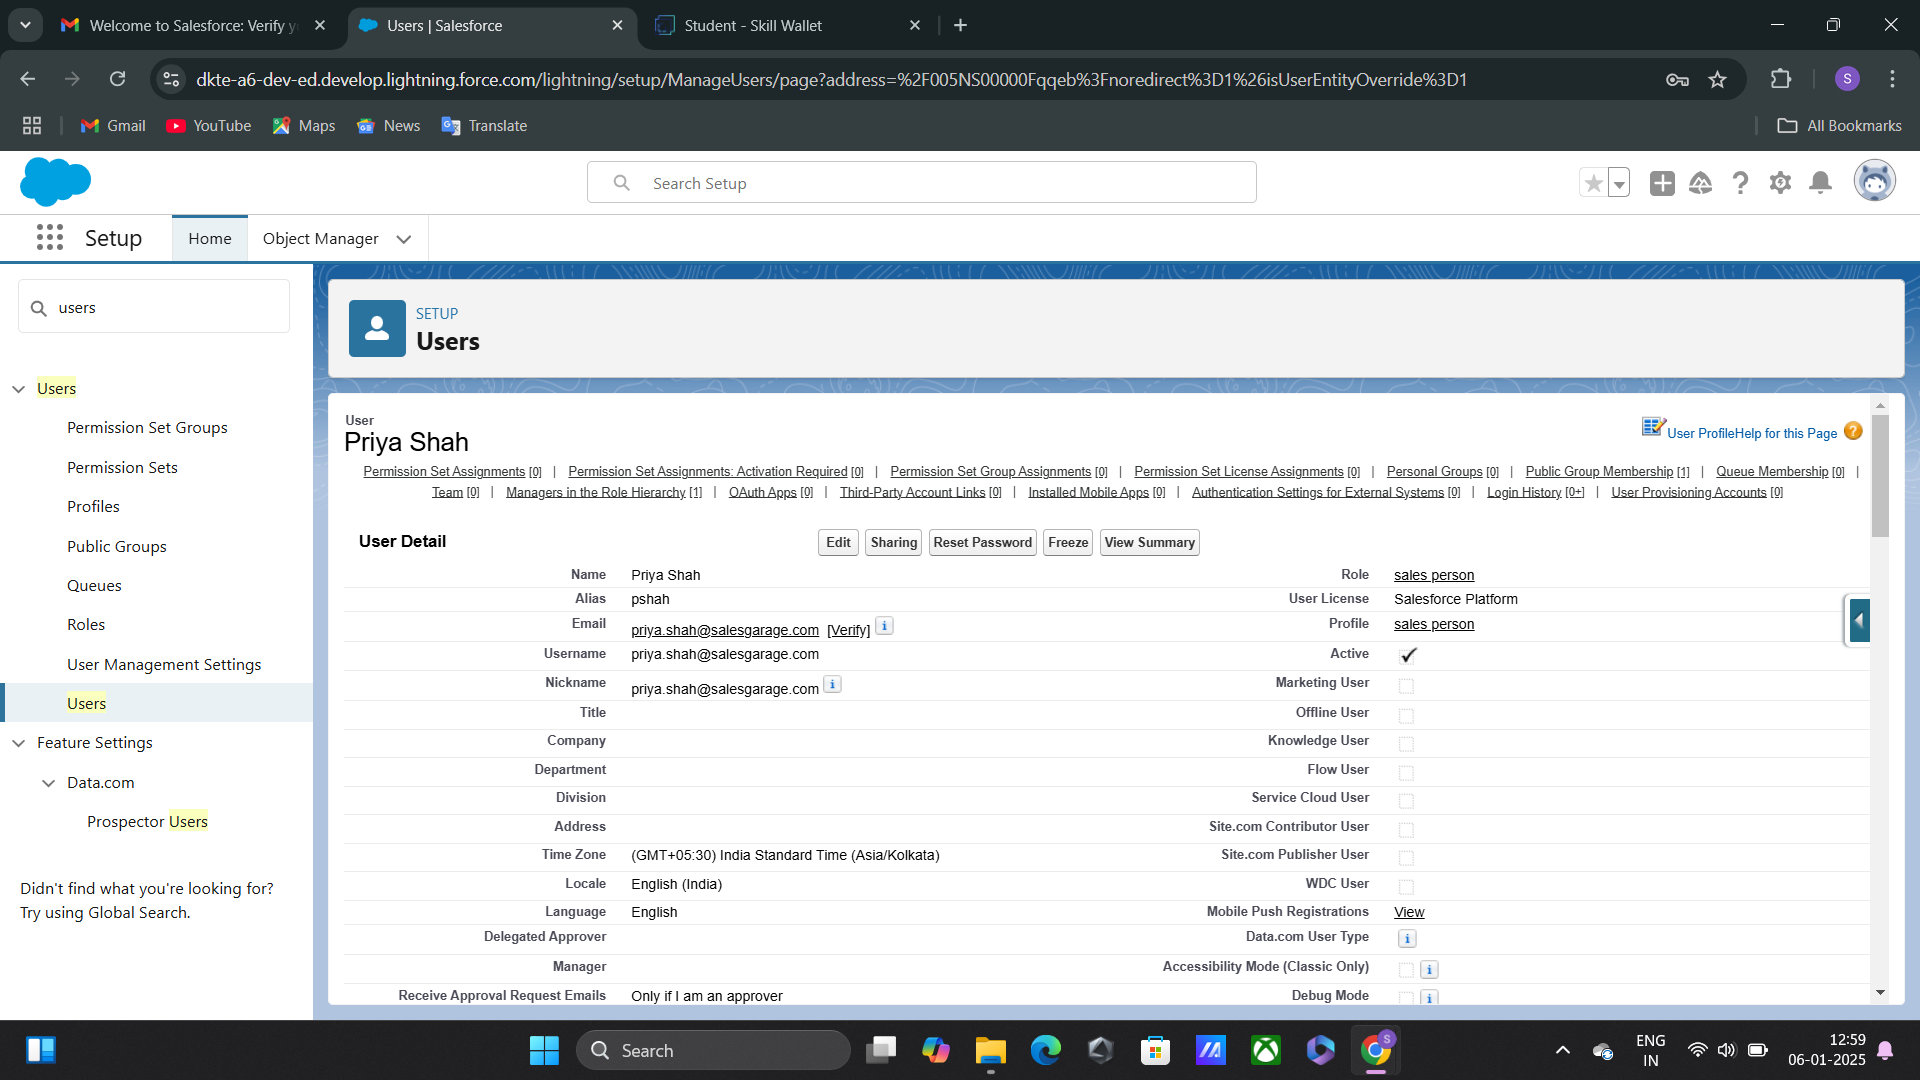 Welcome to Salesforce: Verify y
Users | Salesforce
Student - Skill Wallet
dkte-a6-dev-ed.develop.lightning.force.com/lightning/setup/ManageUsers/page?address=%2F005NS00000Fqqeb%3Fnoredirect%3D1%26isUserEntityOverride%3D1
S
Gmail
YouTube
Maps
News
Translate
All Bookmarks
Search Setup
Setup
Home
Object Manager
users
Users
Permission Set Groups
Permission Sets
Profiles
Public Groups
Queues
Roles
User Management Settings
Users
Feature Settings
Data.com
Prospector Users
Didn't find what you're looking for?
Try using Global Search.
SETUP
Users
User
Priya Shah
User Profile Help for this Page ?
Permission Set Assignments [0] | Permission Set Assignments: Activation Required [0] | Permission Set Group Assignments [0] | Permission Set License Assignments [0] | Personal Groups [0] | Public Group Membership [1] | Queue Membership [0] |
Team [0] | Managers in the Role Hierarchy [1] | OAuth Apps [0] | Third-Party Account Links [0] | Installed Mobile Apps [0] | Authentication Settings for External Systems [0] | Login History [0+] | User Provisioning Accounts [0]
User Detail Edit Sharing Reset Password Freeze View Summary
Name Priya Shah Role sales person
Alias pshah User License Salesforce Platform
Email priya.shah@salesgarage.com [Verify] i Profile sales person
Username priya.shah@salesgarage.com Active
Nickname priya.shah@salesgarage.com i Marketing User
Title Offline User
Company Knowledge User
Department Flow User
Division Service Cloud User
Address Site.com Contributor User
Time Zone (GMT+05:30) India Standard Time (Asia/Kolkata) Site.com Publisher User
Locale English (India) WDC User
Language English Mobile Push Registrations View
Delegated Approver Data.com User Type i
Manager Accessibility Mode (Classic Only) i
Receive Approval Request Emails Only if I am an approver Debug Mode i
Search
S
ENG
IN
12:59
06-01-2025